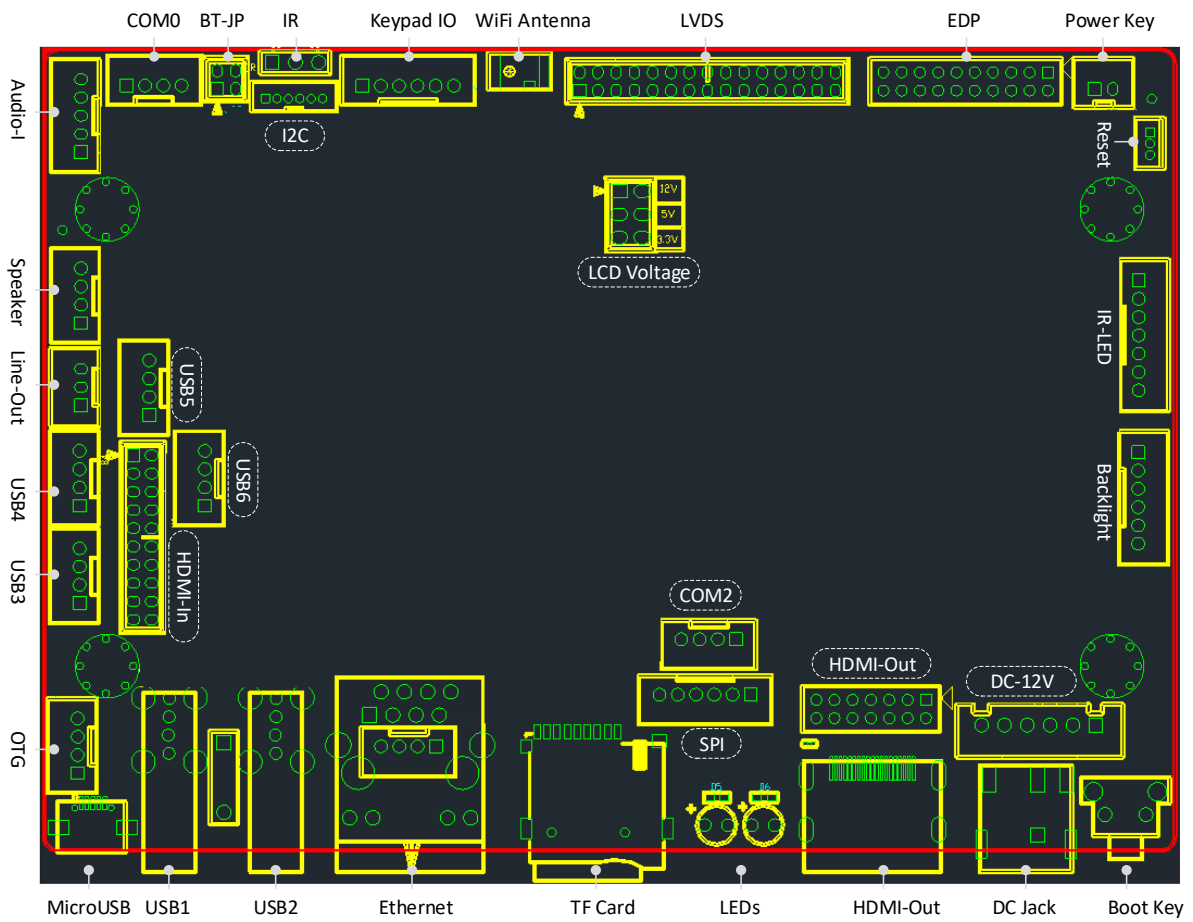 COM0
BT-JP
IR
Keypad IO
WiFi Antenna
LVDS
EDP
Power Key
Audio-I
I2C
Reset
12V
5V
3.3V
LCD Voltage
Speaker
IR-LED
Line-Out
USB5
USB4
USB6
Backlight
USB3
HDMI-In
COM2
HDMI-Out
DC-12V
OTG
SPI
D5
D6
MicroUSB
USB1
USB2
Ethernet
TF Card
LEDs
HDMI-Out
DC Jack
Boot Key